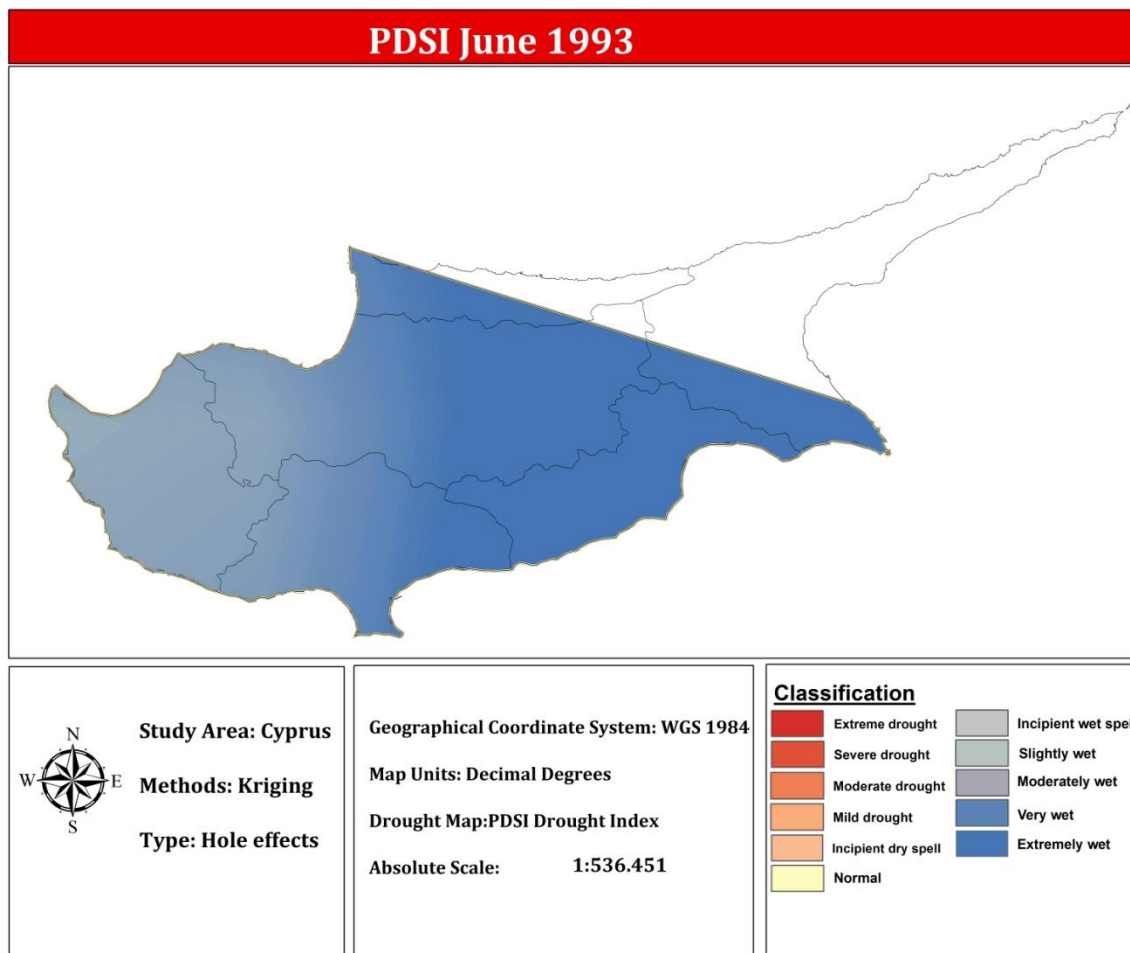 PDSI June 1993
N
W
E
S
Study Area: Cyprus
Methods: Kriging
Type: Hole effects
Geographical Coordinate System: WGS 1984
Map Units: Decimal Degrees
Drought Map:PDSI Drought Index
Absolute Scale: 1:536.451
Classification
Extreme drought
Severe drought
Moderate drought
Mild drought
Incipient dry spell
Normal
Incipient wet spel
Slightly wet
Moderately wet
Very wet
Extremely wet